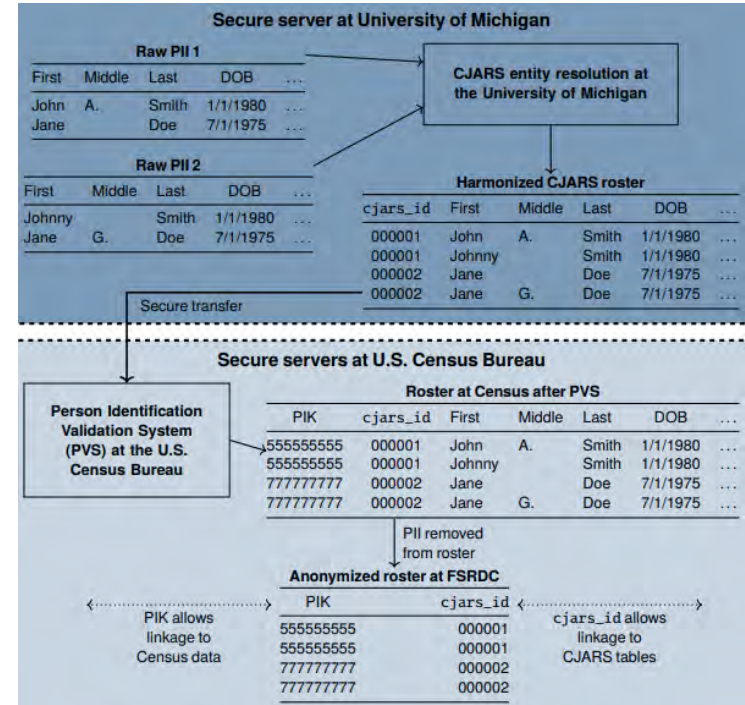 Secure server at University of Michigan
Raw PII 1
First Middle Last DOB ...
John A. Smith 1/1/1980 ...
Jane Doe 7/1/1975 ...
CJARS entity resolution at
the University of Michigan
Raw PII 2
First Middle Last DOB ...
Johnny Smith 1/1/1980 ...
Jane G. Doe 7/1/1975 ...
Harmonized CJARS roster
cjars_id First Middle Last DOB ...
000001 John A. Smith 1/1/1980 ...
000001 Johnny Smith 1/1/1980 ...
000002 Jane Doe 7/1/1975 ...
000002 Jane G. Doe 7/1/1975 ...
Secure transfer
Secure servers at U.S. Census Bureau
Person Identification
Validation System
(PVS) at the U.S.
Census Bureau
Roster at Census after PVS
PIK cjars_id First Middle Last DOB ...
555555555 000001 John A. Smith 1/1/1980 ...
555555555 000001 Johnny Smith 1/1/1980 ...
777777777 000002 Jane Doe 7/1/1975 ...
777777777 000002 Jane G. Doe 7/1/1975 ...
PII removed
from roster
Anonymized roster at FSRDC
PIK cjars_id
555555555 000001
555555555 000001
777777777 000002
777777777 000002
PIK allows
linkage to
Census data
cjars_id allows
linkage to
CJARS tables